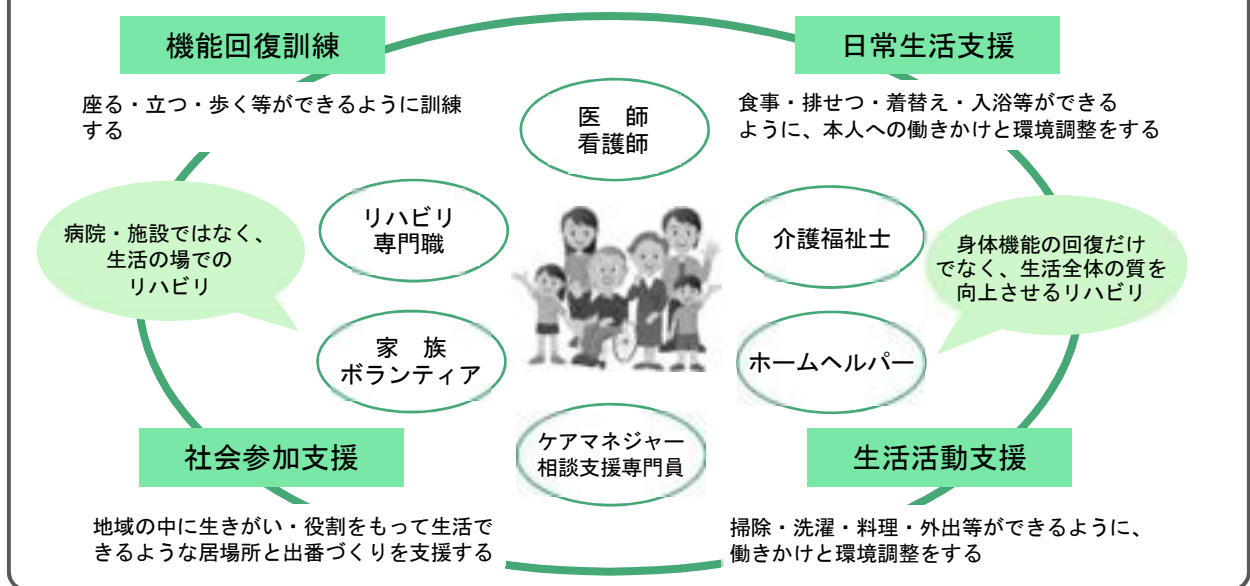 機能回復訓練
座る・立つ・歩く等ができるように訓練
する
日常生活支援
食事・排せつ・着替え・入浴等ができる
ように、本人への働きかけと環境調整をする
医　師
看護師
リハビリ
専門職
介護福祉士
病院・施設ではなく、
生活の場での
リハビリ
身体機能の回復だけ
でなく、生活全体の質を
向上させるリハビリ
家　族
ボランティア
ホームヘルパー
ケアマネジャー
相談支援専門員
社会参加支援
地域の中に生きがい・役割をもって生活で
きるような居場所と出番づくりを支援する
生活活動支援
掃除・洗濯・料理・外出等ができるように、
働きかけと環境調整をする